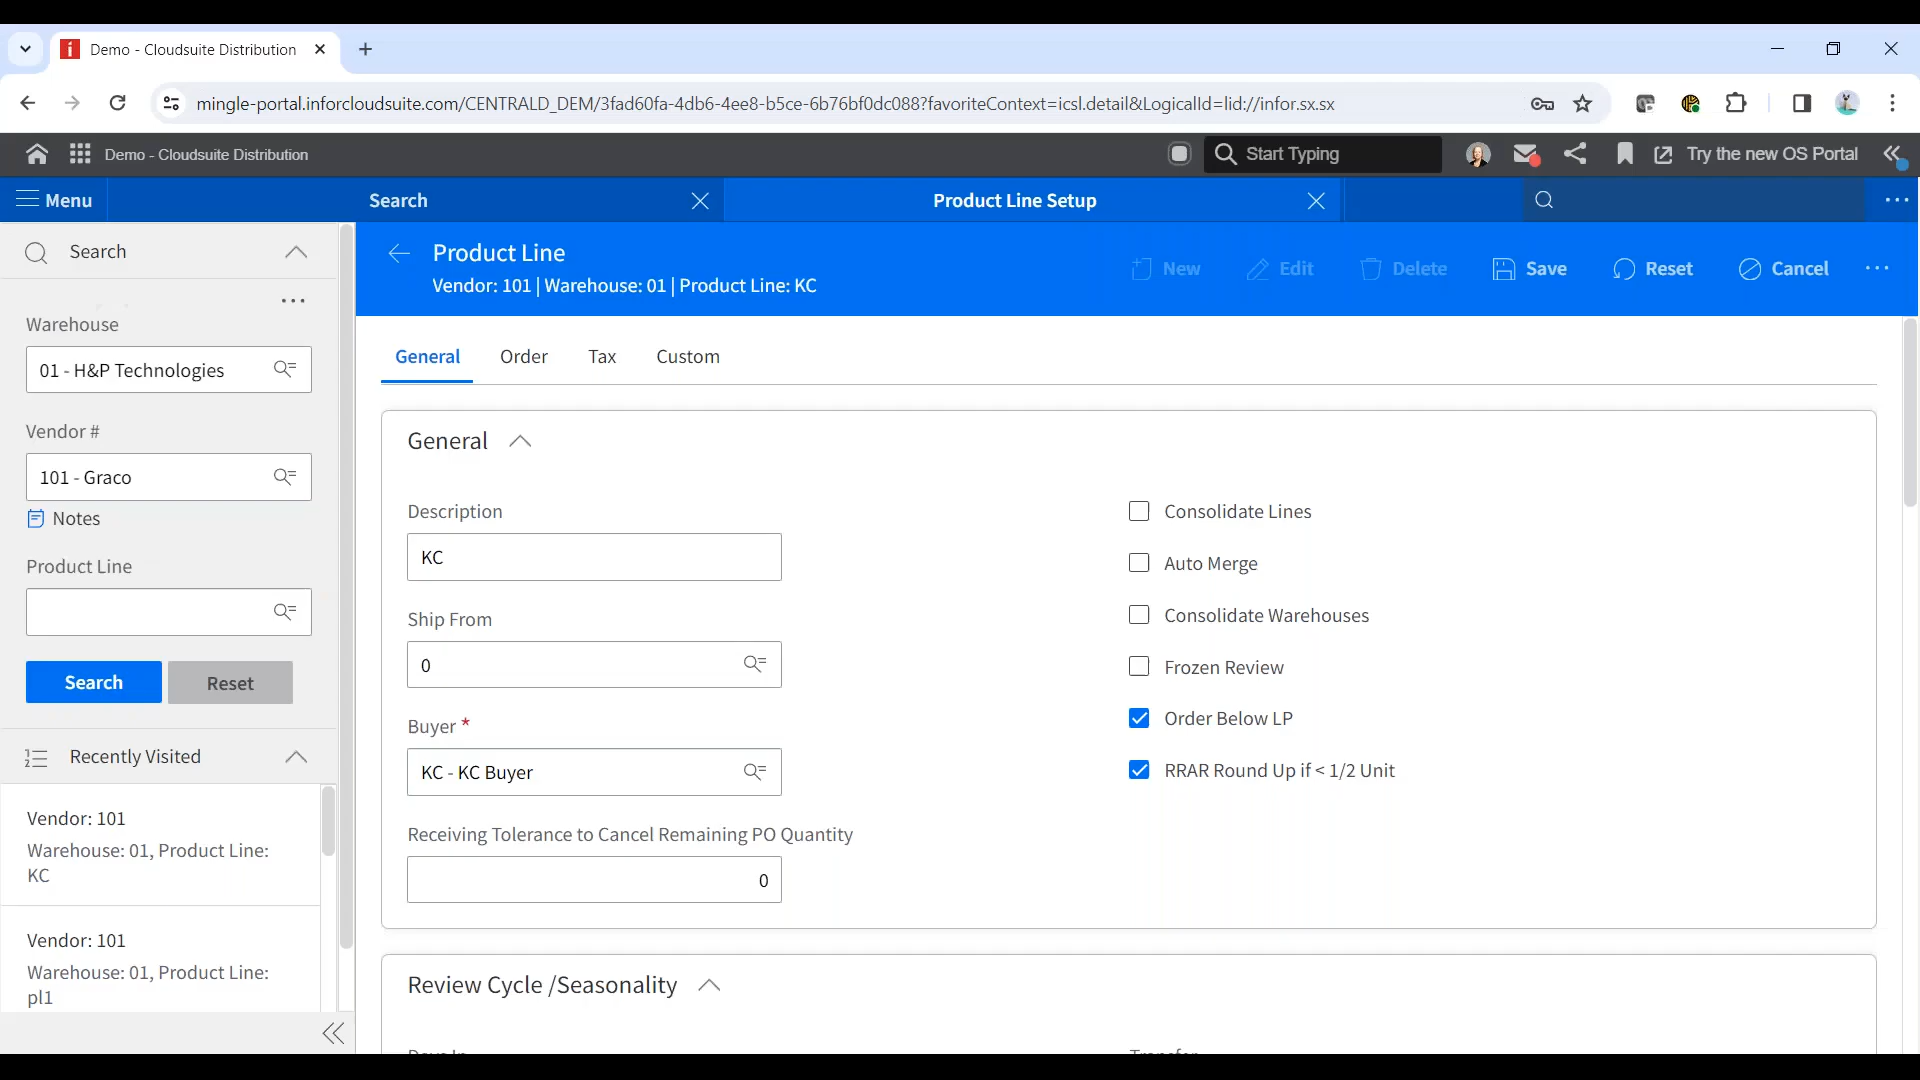 Demo - Cloudsuite Distribution
mingle-portal.inforcloudsuite.com/CENTRALD_DEM/3fad60fa-4db6-4ee8-b5ce-6b76bf0dc088?favoriteContext=icsl.detail&LogicalId=lid://infor.sx.sx
Demo - Cloudsuite Distribution
Start Typing
Try the new OS Portal
Menu
Search
Product Line Setup
Search
Product Line
Vendor: 101 | Warehouse: 01 | Product Line: KC
New
Edit
Delete
Save
Reset
Cancel
Warehouse
01 - H&P Technologies
Vendor #
101 - Graco
Notes
Product Line
Search
Reset
Recently Visited
Vendor: 101
Warehouse: 01, Product Line:
KC
Vendor: 101
Warehouse: 01, Product Line:
pl1
General
Order
Tax
Custom
General
Description
KC
Ship From
0
Buyer *
KC - KC Buyer
Receiving Tolerance to Cancel Remaining PO Quantity
0
Consolidate Lines
Auto Merge
Consolidate Warehouses
Frozen Review
Order Below LP
RRAR Round Up if < 1/2 Unit
Review Cycle /Seasonality